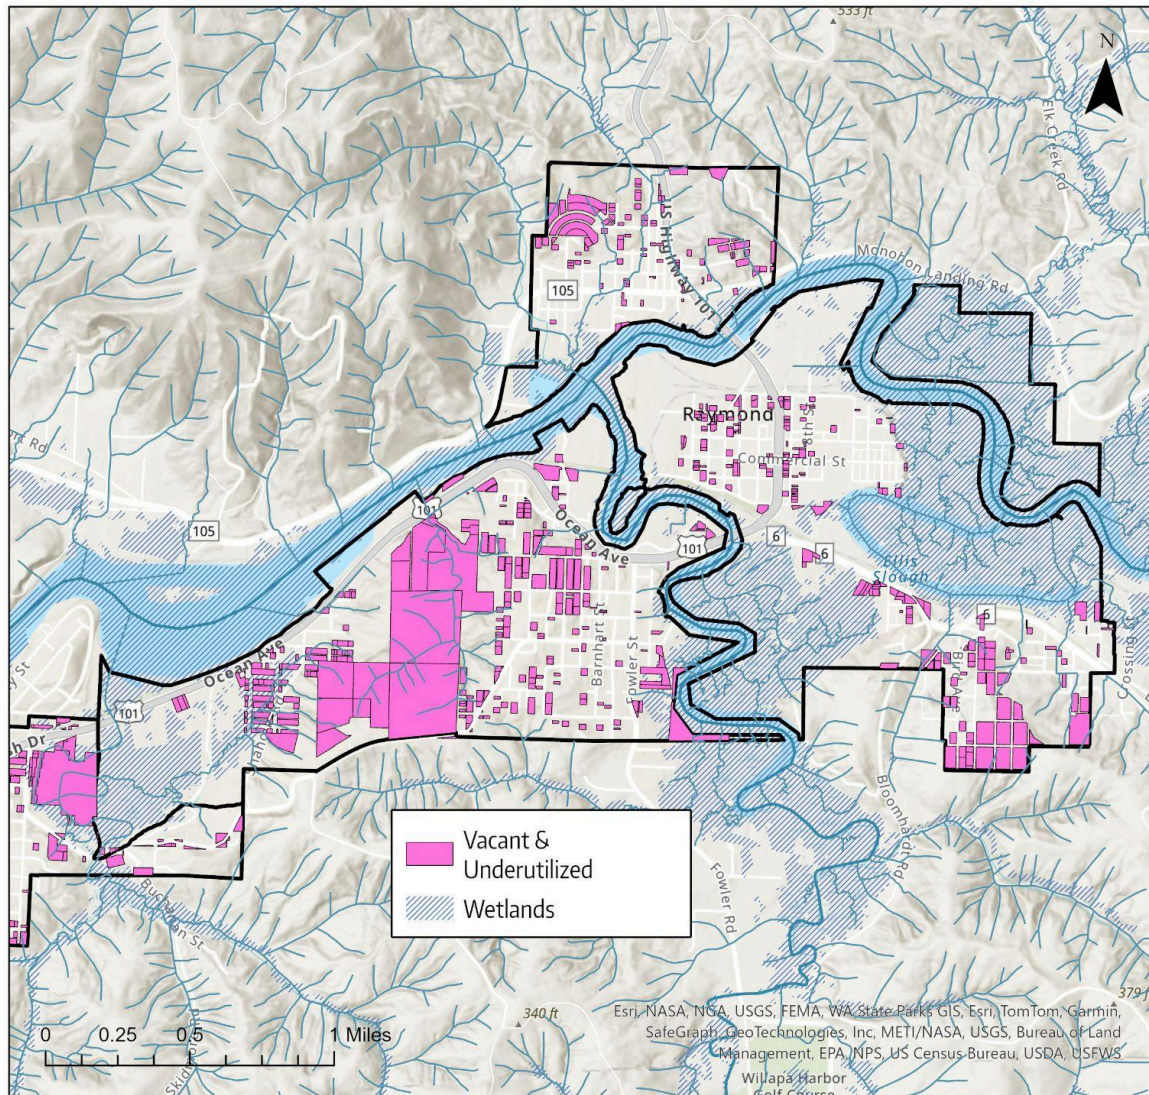 533 ft
N
Elk Creek Rd
Monohon Landing Rd
US Highway 101
105
Raymond
8th St
Commercial St
Rd
105
101
Ocean Ave
101
6
6
Ellis
Slough
6
Barnhart St
Fowler St
Crossing St
y St
Ocean Ave
101
h Dr
Bloomhardt Rd
Vacant &
Underutilized
Wetlands
Buchanan St
Fowler Rd
340 ft
379 f
0 0.25 0.5 1 Miles
Esri, NASA, NGA, USGS, FEMA, WA State Parks GIS, Esri, TomTom, Garmin,
SafeGraph, GeoTechnologies, Inc, METI/NASA, USGS, Bureau of Land
Management, EPA, NPS, US Census Bureau, USDA, USFWS
Willapa Harbor
Golf Course